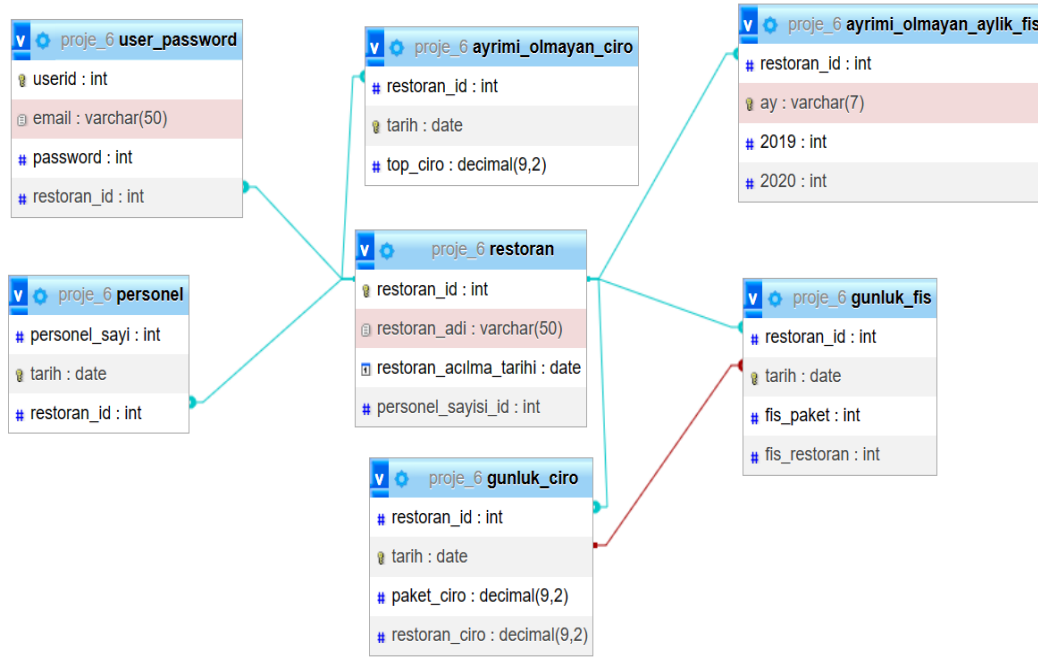 v proje_6 user_password
userid : int
email : varchar(50)
# password : int
# restoran_id : int
v proje_6 ayrimi_olmayan_ciro
# restoran_id : int
tarih : date
# top_ciro : decimal(9,2)
v proje_6 ayrimi_olmayan_aylik_fis
# restoran_id : int
ay : varchar(7)
# 2019 : int
# 2020 : int
v proje_6 personel
# personel_sayi : int
tarih : date
# restoran_id : int
v proje_6 restoran
restoran_id : int
restoran_adi : varchar(50)
restoran_acılma_tarihi : date
# personel_sayisi_id : int
v proje_6 gunluk_fis
# restoran_id : int
tarih : date
# fis_paket : int
# fis_restoran : int
v proje_6 gunluk_ciro
# restoran_id : int
tarih : date
# paket_ciro : decimal(9,2)
# restoran_ciro : decimal(9,2)